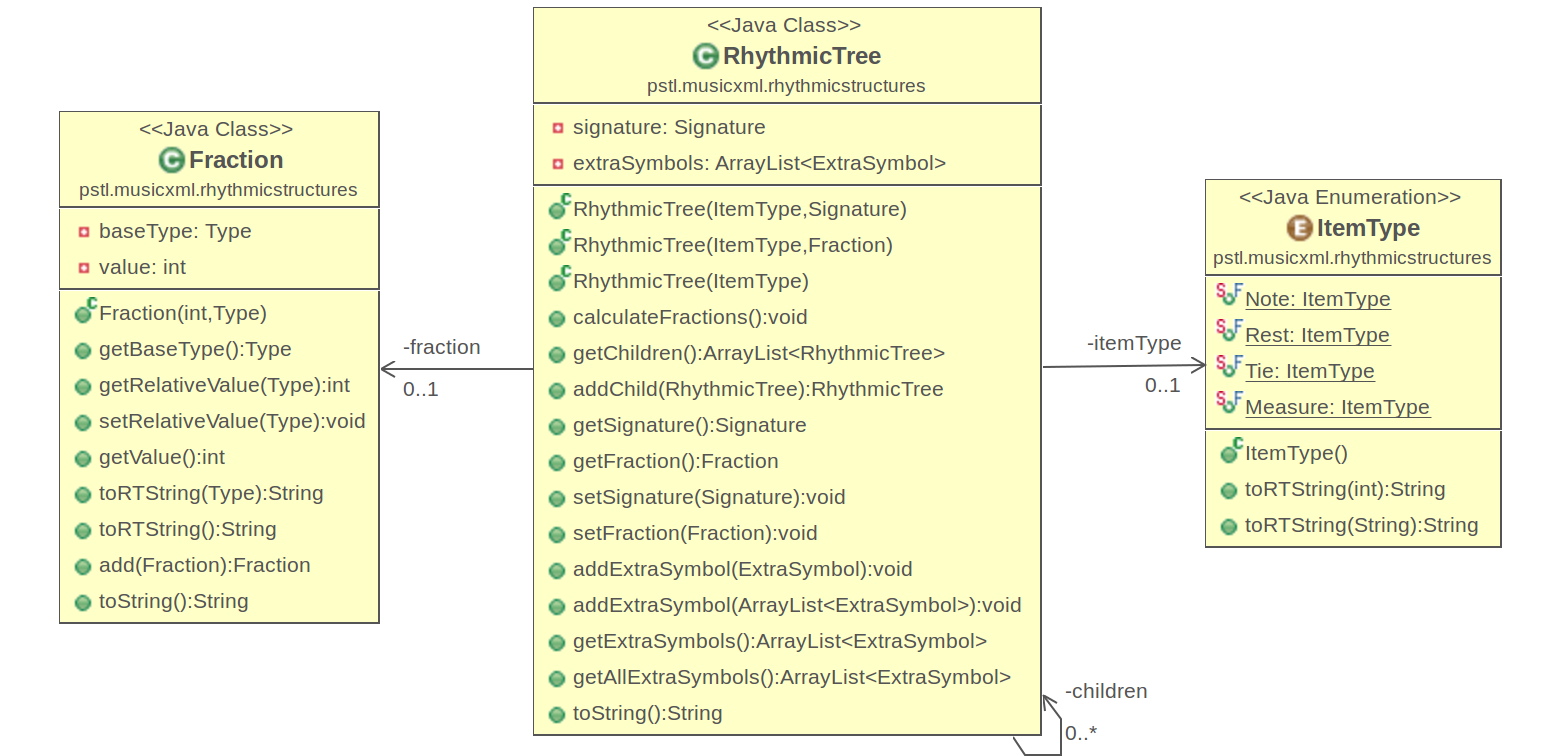 <<Java Class>>
Fraction
pstl.musicxml.rhythmicstructures
baseType: Type
value: int
Fraction(int,Type)
getBaseType():Type
getRelativeValue(Type):int
setRelativeValue(Type):void
getValue():int
toRTString(Type):String
toRTString():String
add(Fraction):Fraction
toString():String
-fraction
0..1
<<Java Class>>
RhythmicTree
pstl.musicxml.rhythmicstructures
signature: Signature
extraSymbols: ArrayList<ExtraSymbol>
RhythmicTree(ItemType,Signature)
RhythmicTree(ItemType,Fraction)
RhythmicTree(ItemType)
calculateFractions():void
getChildren():ArrayList<RhythmicTree>
addChild(RhythmicTree):RhythmicTree
getSignature():Signature
getFraction():Fraction
setSignature(Signature):void
setFraction(Fraction):void
addExtraSymbol(ExtraSymbol):void
addExtraSymbol(ArrayList<ExtraSymbol>):void
getExtraSymbols():ArrayList<ExtraSymbol>
getAllExtraSymbols():ArrayList<ExtraSymbol>
toString():String
-children
0..*
-itemType
0..1
<<Java Enumeration>>
ItemType
pstl.musicxml.rhythmicstructures
Note: ItemType
Rest: ItemType
Tie: ItemType
Measure: ItemType
ItemType()
toRTString(int):String
toRTString(String):String